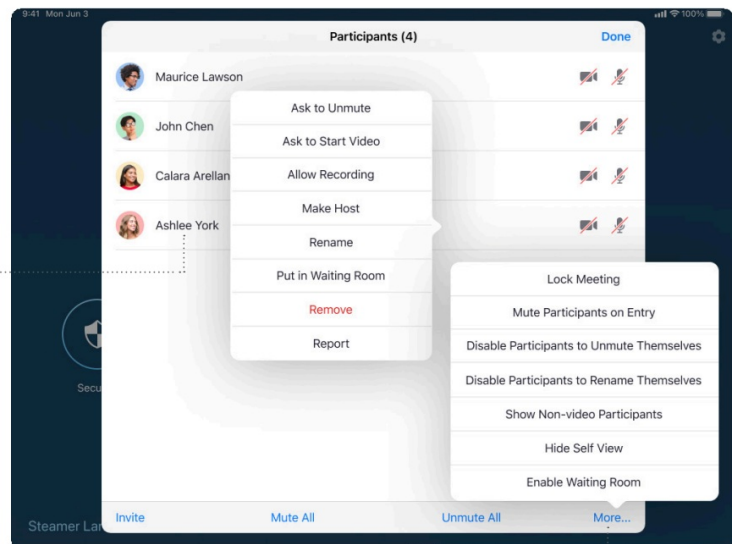 9:41 Mon Jun 3
100%
Participants (4)
Done
Maurice Lawson
John Chen
Calara Arellan
Ashlee York
Ask to Unmute
Ask to Start Video
Allow Recording
Make Host
Rename
Put in Waiting Room
Remove
Report
Lock Meeting
Mute Participants on Entry
Disable Participants to Unmute Themselves
Disable Participants to Rename Themselves
Show Non-video Participants
Hide Self View
Enable Waiting Room
Secu
Invite
Mute All
Unmute All
More...
Steamer Lan